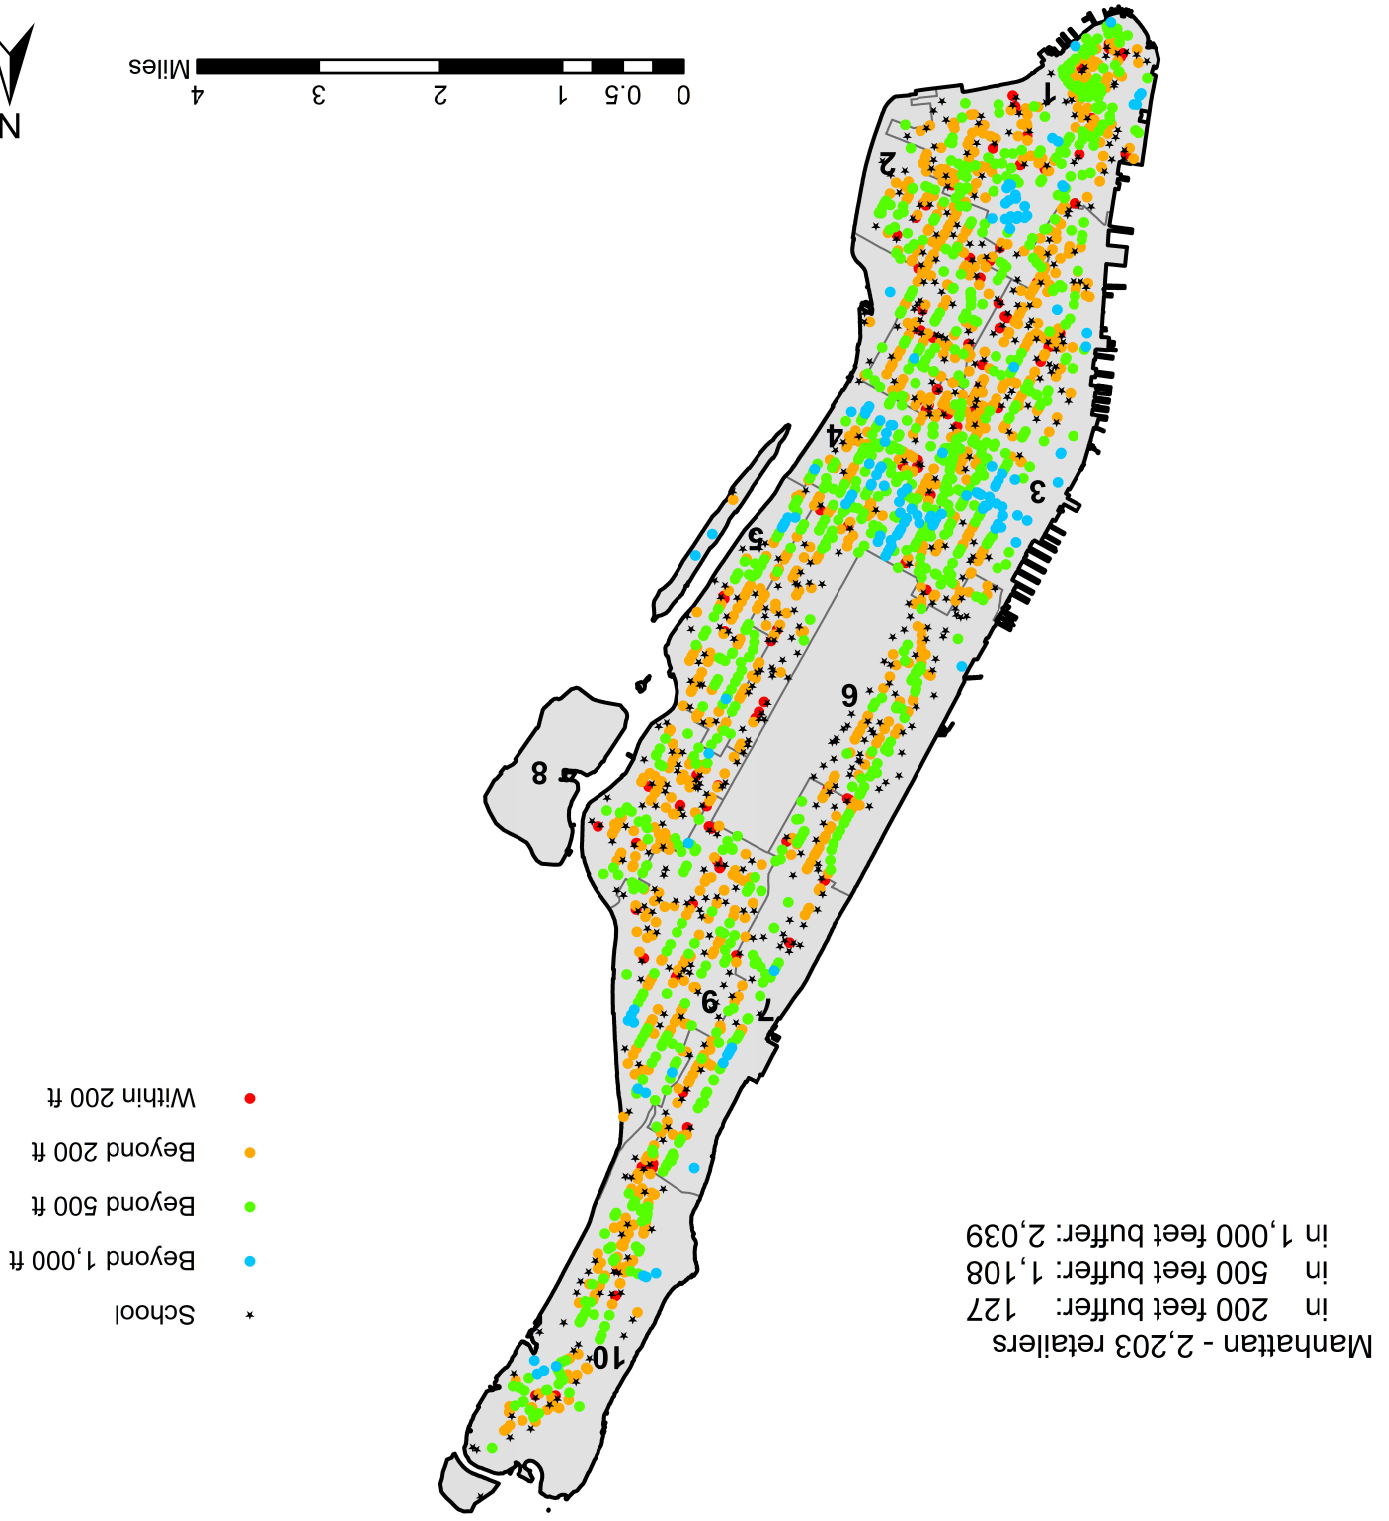 Manhattan - 2,203 retailers
in 200 feet buffer: 127
in 500 feet buffer: 1,108
in 1,000 feet buffer: 2,039
School
Beyond 1,000 ft
Beyond 500 ft
Beyond 200 ft
Within 200 ft
10
7
9
8
6
5
3
4
2
1
N
0 0.5 1 2 3 4
Miles